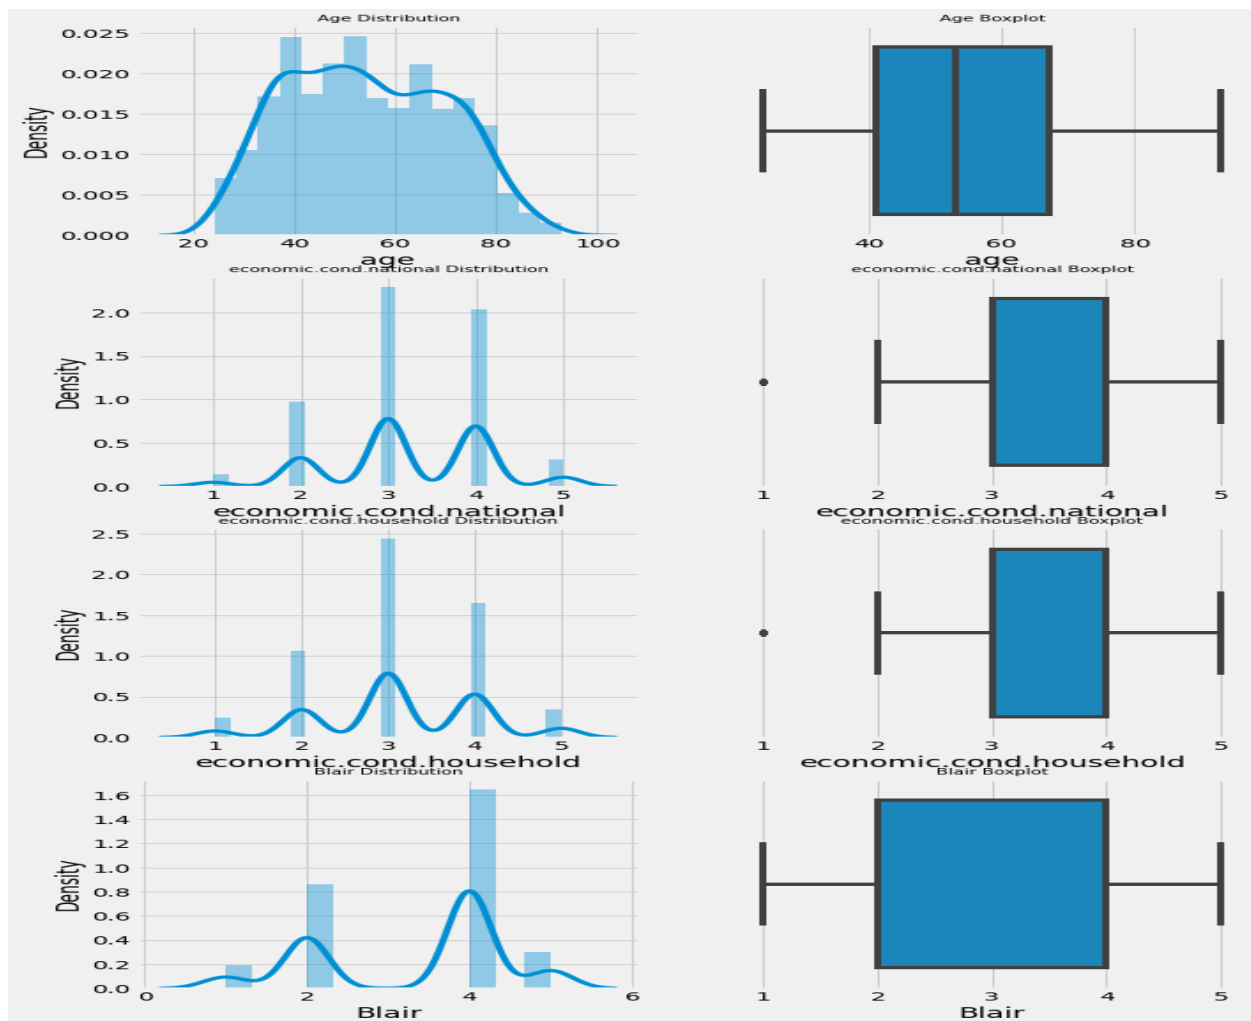 Age Distribution
Density
0.025
0.020
0.015
0.010
0.005
0.000
20 40 60 80 100
age
Age Boxplot
40 60 80
age
economic.cond.national Distribution
Density
2.0
1.5
1.0
0.5
0.0
1 2 3 4 5
economic.cond.national
economic.cond.national Boxplot
1 2 3 4 5
economic.cond.national
economic.cond.household Distribution
Density
2.5
2.0
1.5
1.0
0.5
0.0
1 2 3 4 5
economic.cond.household
economic.cond.household Boxplot
1 2 3 4 5
economic.cond.household
Blair Distribution
Density
1.6
1.4
1.2
1.0
0.8
0.6
0.4
0.2
0.0
0 2 4 6
Blair
Blair Boxplot
1 2 3 4 5
Blair